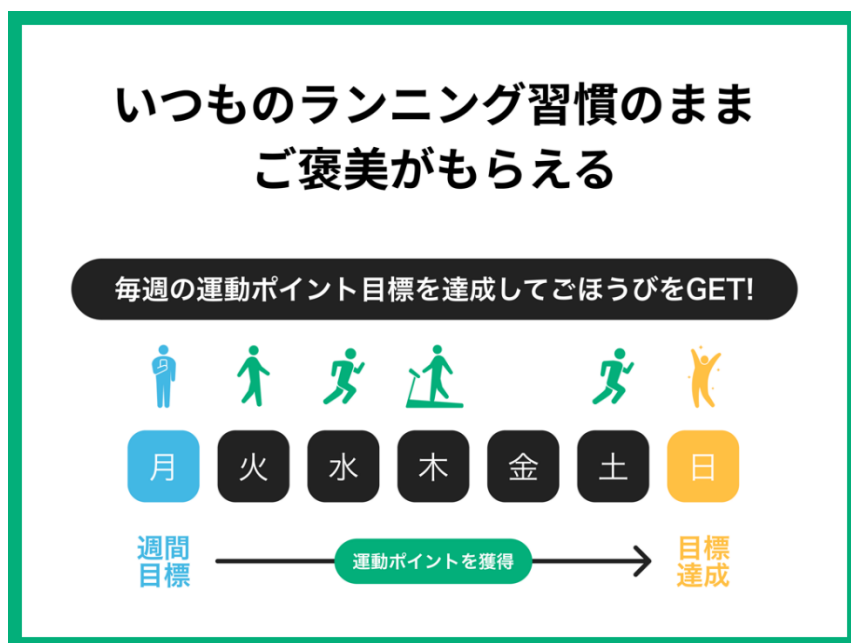 いつものランニング習慣のまま
ご褒美がもらえる
毎週の運動ポイント目標を達成してごほうびをGET!
月 火 水 木 金 土 日
週間
目標
運動ポイントを獲得
目標
達成